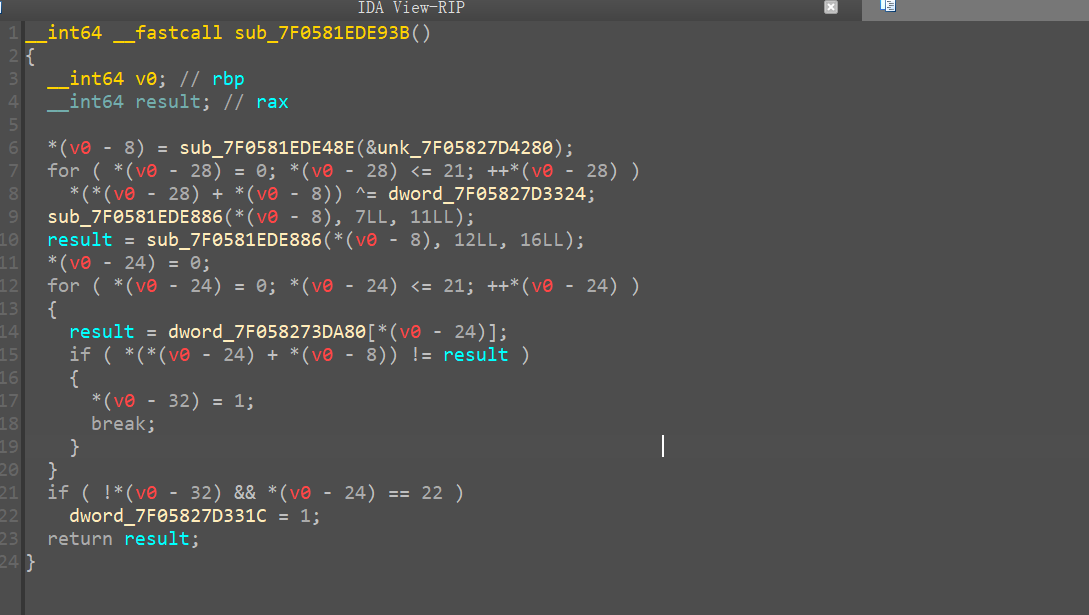 IDA View-RIP
1 __int64 __fastcall sub_7F0581EDE93B()
2 {
3 __int64 v0; // rbp
4 __int64 result; // rax
5
6 *(v0 - 8) = sub_7F0581EDE48E(&unk_7F05827D4280);
7 for ( *(v0 - 28) = 0; *(v0 - 28) <= 21; ++*(v0 - 28) )
8 *(*(v0 - 28) + *(v0 - 8)) ^= dword_7F05827D3324;
9 sub_7F0581EDE886(*(v0 - 8), 7LL, 11LL);
10 result = sub_7F0581EDE886(*(v0 - 8), 12LL, 16LL);
11 *(v0 - 24) = 0;
12 for ( *(v0 - 24) = 0; *(v0 - 24) <= 21; ++*(v0 - 24) )
13 {
14 result = dword_7F058273DA80[*(v0 - 24)];
15 if ( *(*(v0 - 24) + *(v0 - 8)) != result )
16 {
17 *(v0 - 32) = 1;
18 break;
19 }
20 }
21 if ( !*(v0 - 32) && *(v0 - 24) == 22 )
22 dword_7F05827D331C = 1;
23 return result;
24 }